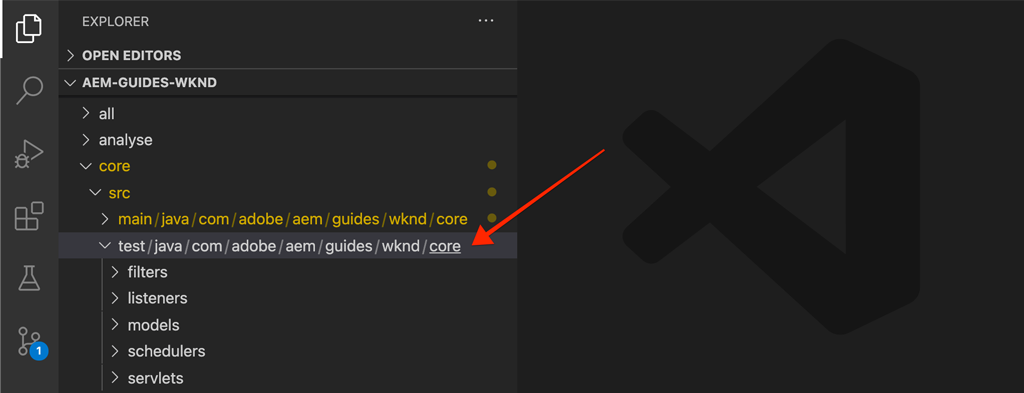 EXPLORER ...
OPEN EDITORS
AEM-GUIDES-WKND
all
analyse
core
src
main/java/com/adobe/aem/guides/wknd/core
test/java/com/adobe/aem/guides/wknd/core
filters
listeners
models
schedulers
1
servlets